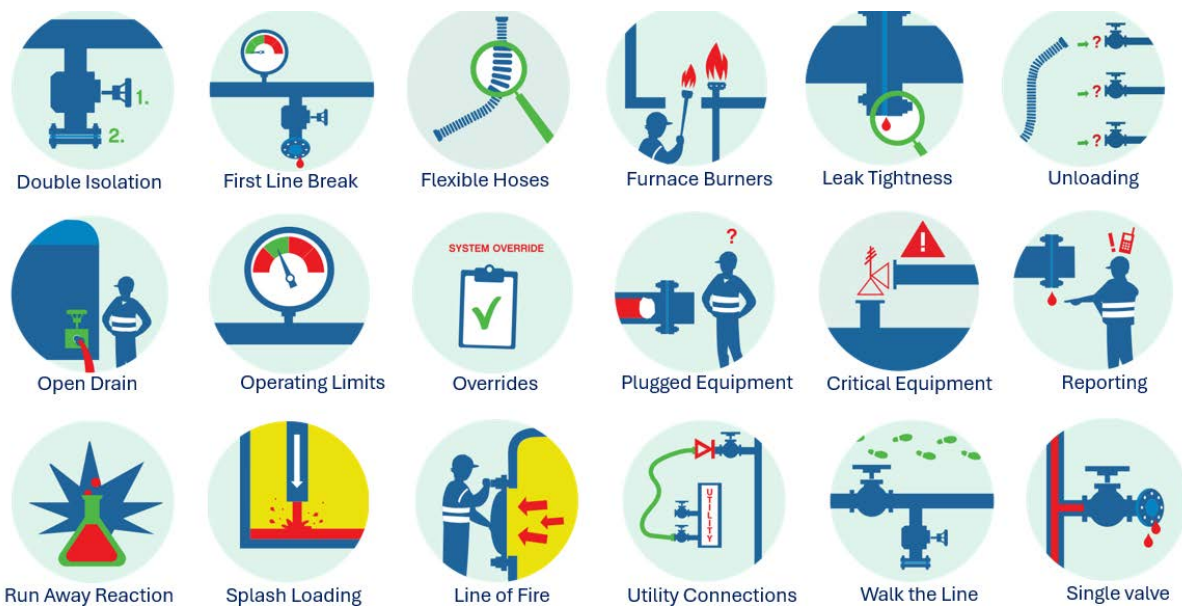 1.
2.
Double Isolation
First Line Break
Flexible Hoses
Furnace Burners
Leak Tightness
?
?
?
Unloading
Open Drain
Operating Limits
SYSTEM OVERRIDE
Overrides
?
Plugged Equipment
!
Critical Equipment
!
Reporting
Run Away Reaction
Splash Loading
Line of Fire
UTILITY
Utility Connections
Walk the Line
Single valve